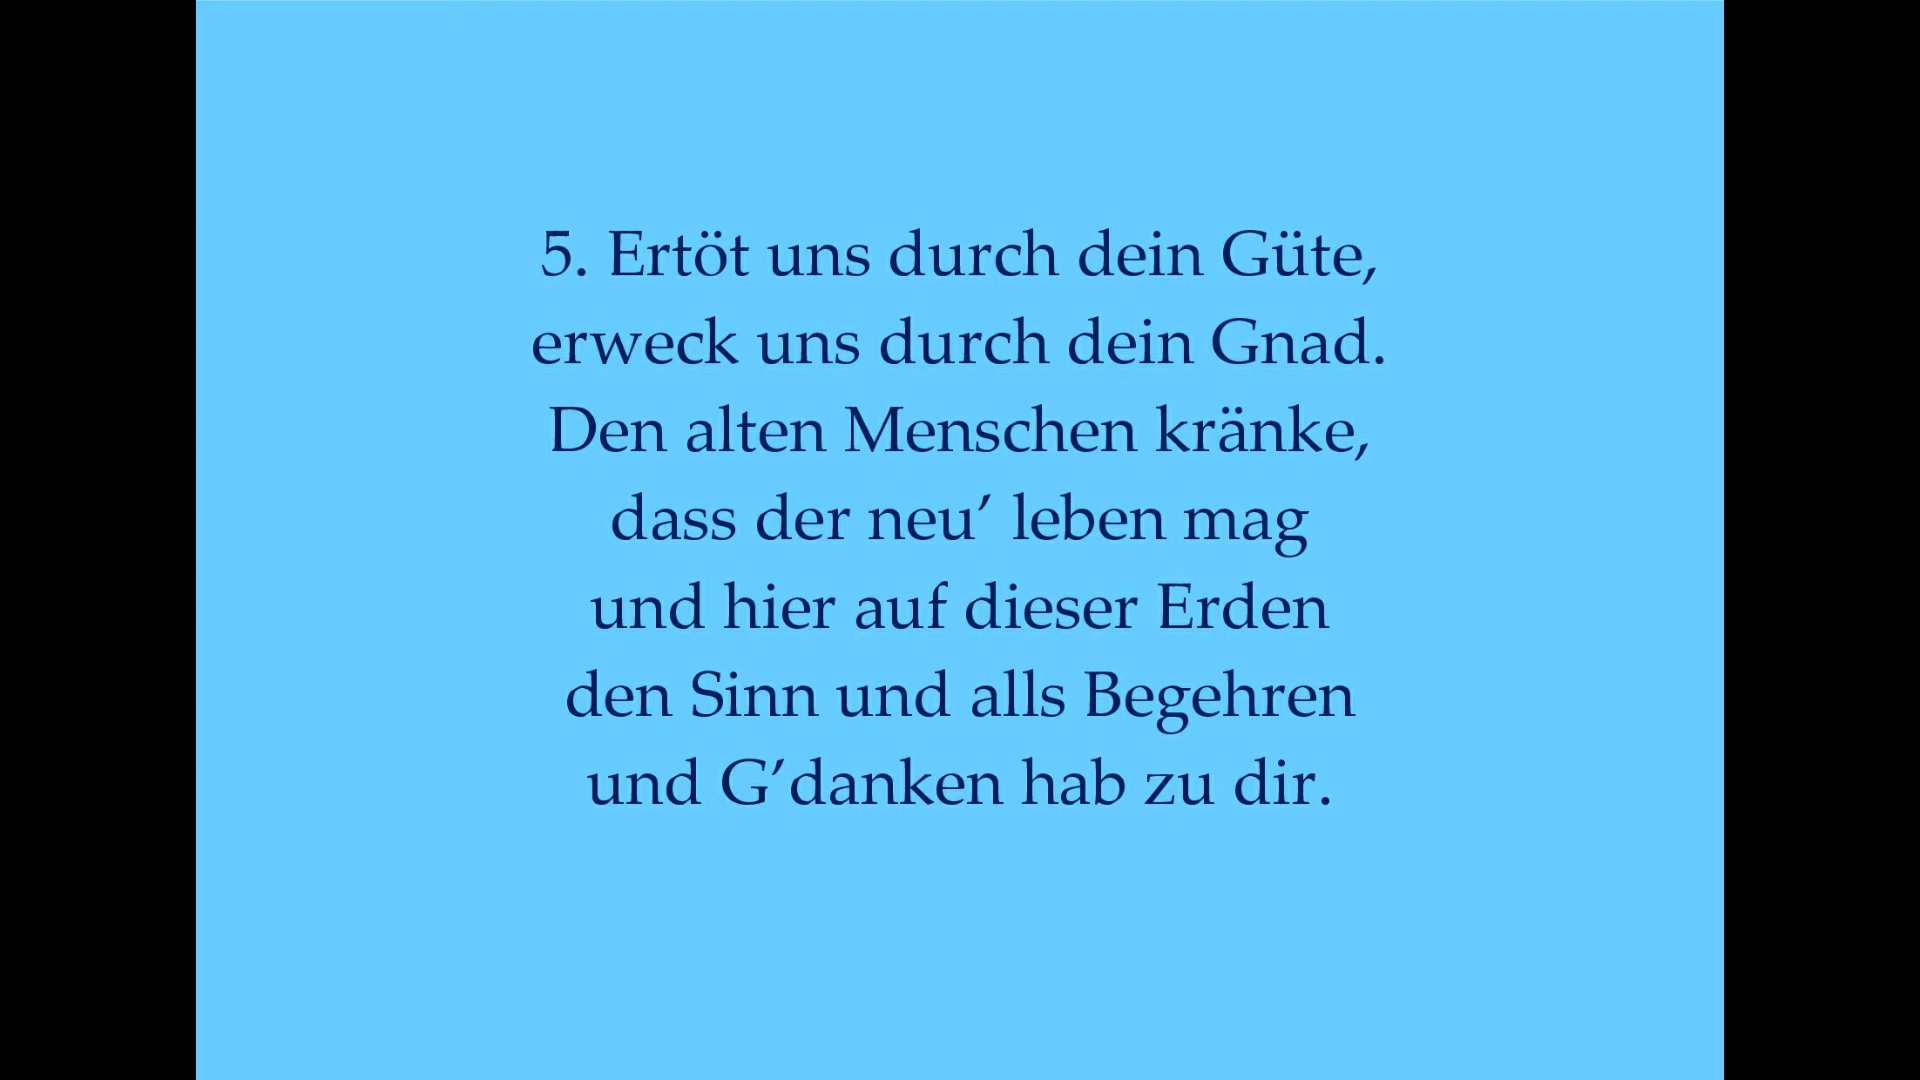 5. Ertöt uns durch dein Güte,
erweck uns durch dein Gnad.
Den alten Menschen kränke,
dass der neu’ leben mag
und hier auf dieser Erden
den Sinn und alls Begehren
und G’danken hab zu dir.